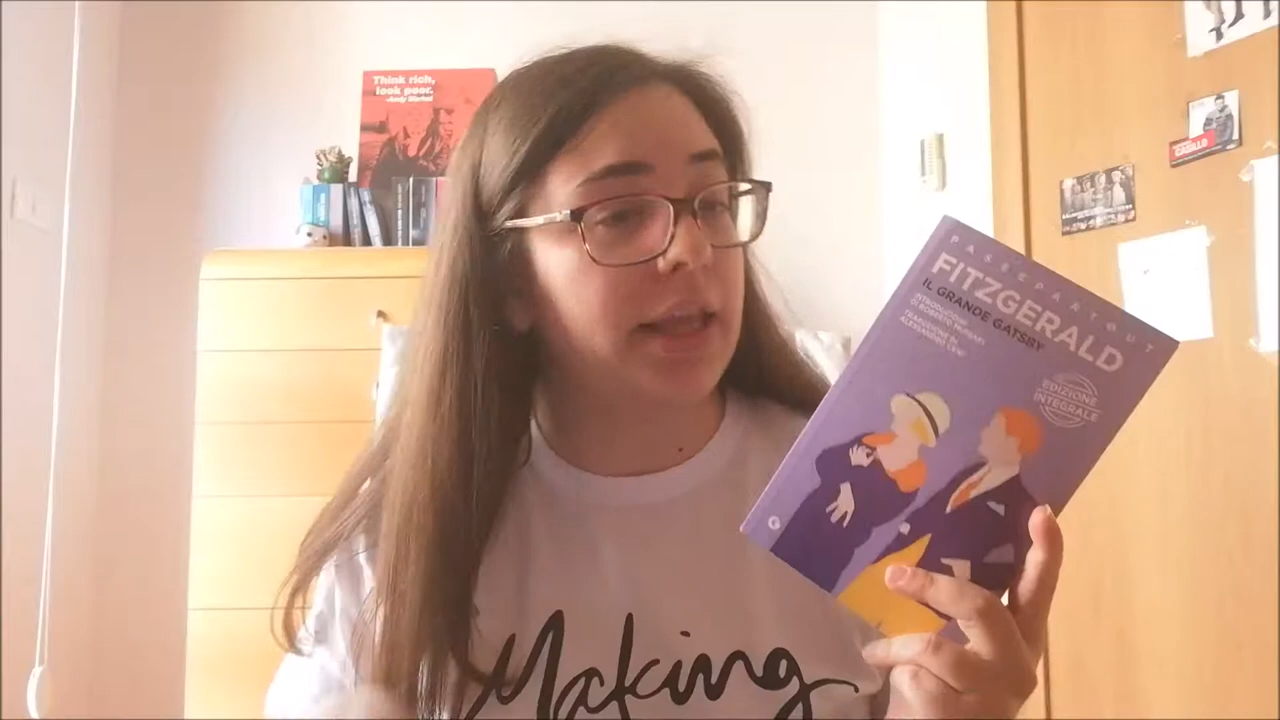 Think rich,
look poor.
-Andy Warhol
PASSEPARTOUT
FITZGERALD
IL GRANDE GATSBY
INTRODUZIONE
DI ROBERTO MUSSAPI
TRADUZIONE DI
ALESSANDRO CENI
EDIZIONE
INTEGRALE
G
Making